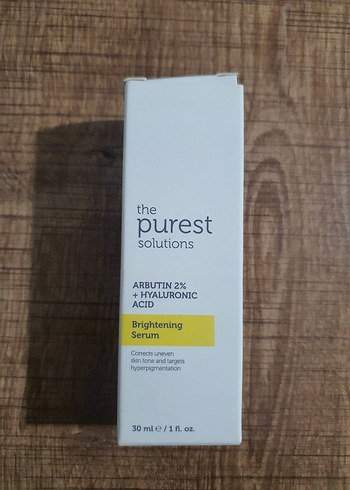 the
purest
solutions
ARBUTIN 2%
+ HYALURONIC
ACID
Brightening
Serum
Corrects uneven
skin tone and targets
hyperpigmentation
30 ml ℮ / 1 fl. oz.